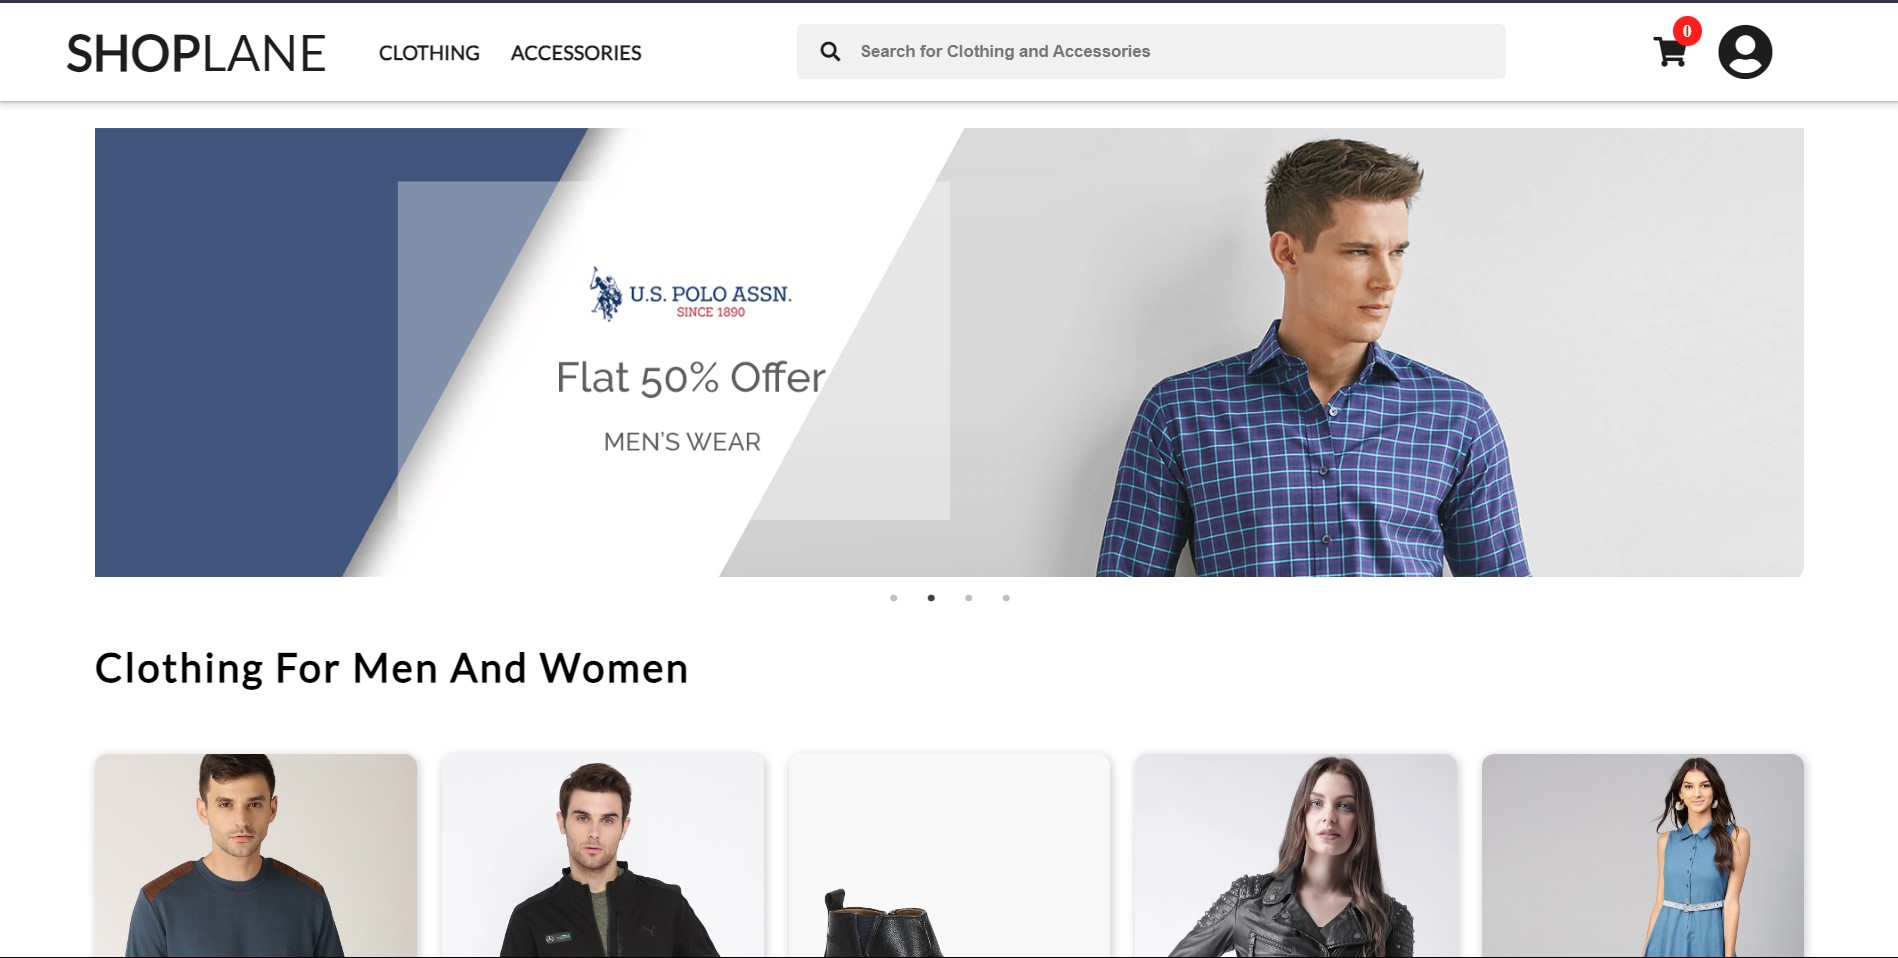 SHOPLANE
CLOTHING
ACCESSORIES
Search for Clothing and Accessories
0
U.S. POLO ASSN.
SINCE 1890
Flat 50% Offer
MEN'S WEAR
Clothing For Men And Women